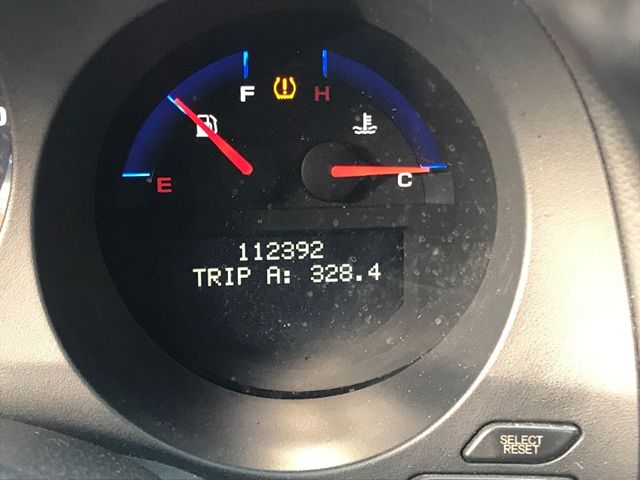 F H
E C
112392
TRIP A: 328.4
SELECT
RESET